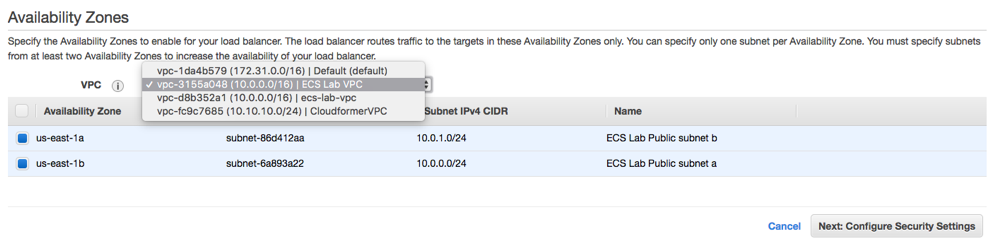 Availability Zones
Specify the Availability Zones to enable for your load balancer. The load balancer routes traffic to the targets in these Availability Zones only. You can specify only one subnet per Availability Zone. You must specify subnets
from at least two Availability Zones to increase the availability of your load balancer.
vpc-1da4b579 (172.31.0.0/16) | Default (default)
VPC i ✓ vpc-3155a048 (10.0.0.0/16) | ECS Lab VPC
vpc-d8b352a1 (10.0.0.0/16) | ecs-lab-vpc
vpc-fc9c7685 (10.10.10.0/24) | CloudformerVPC
Availability Zone Subnet IPv4 CIDR Name
us-east-1a subnet-86d412aa 10.0.1.0/24 ECS Lab Public subnet b
us-east-1b subnet-6a893a22 10.0.0.0/24 ECS Lab Public subnet a
Cancel Next: Configure Security Settings